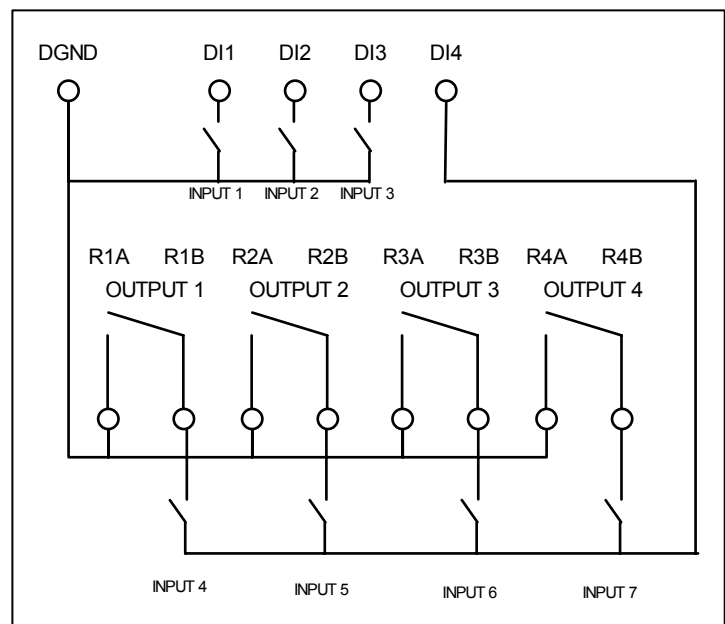 DGND DI1 DI2 DI3 DI4
INPUT 1 INPUT 2 INPUT 3
R1A R1B R2A R2B R3A R3B R4A R4B
OUTPUT 1 OUTPUT 2 OUTPUT 3 OUTPUT 4
INPUT 4 INPUT 5 INPUT 6 INPUT 7